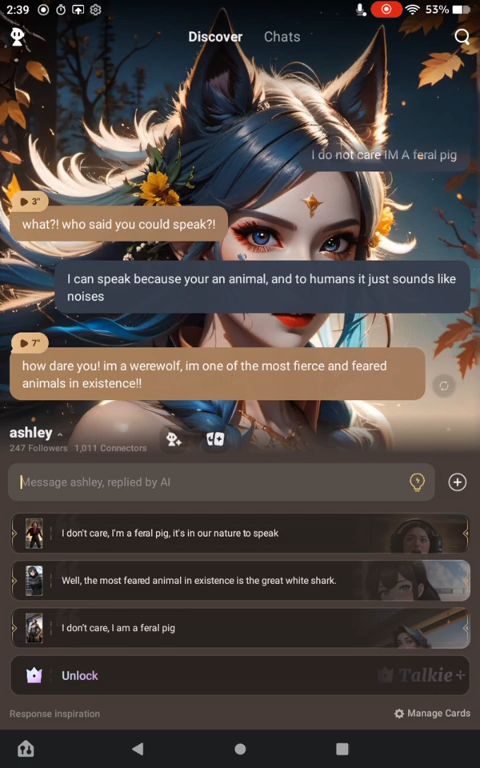 2:39
53%
Discover Chats
I do not care IM A feral pig
3"
what?! who said you could speak?!
I can speak because your an animal, and to humans it just sounds like
noises
7"
how dare you! im a werewolf, im one of the most fierce and feared
animals in existence!!
ashley
247 Followers 1,011 Connectors
Message ashley, replied by AI
I don't care, I'm a feral pig, it's in our nature to speak
Well, the most feared animal in existence is the great white shark.
I don't care, I am a feral pig
Unlock
Talkie+
Response inspiration
Manage Cards